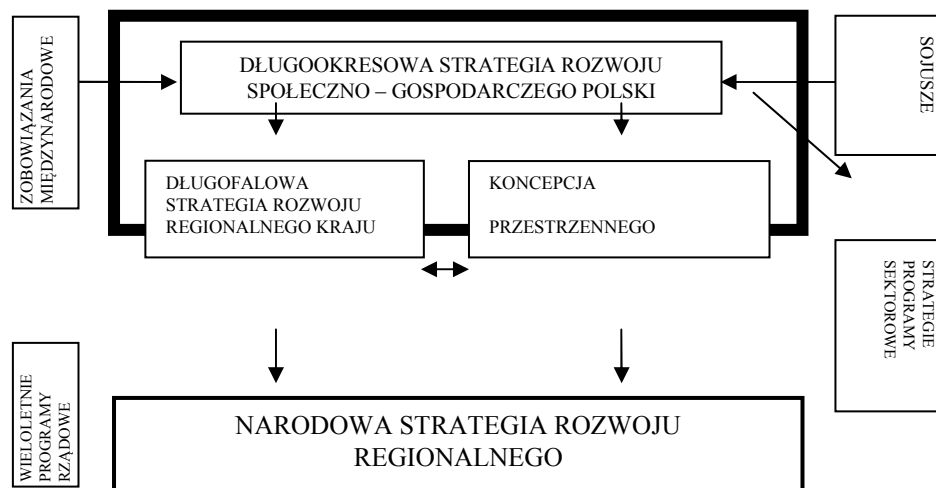 ZOBOWIĄZANIA
MIĘDZYNARODOWE
DŁUGOOKRESOWA STRATEGIA ROZWOJU
SPOŁECZNO – GOSPODARCZEGO POLSKI
SOJUSZE
DŁUGOFALOWA
STRATEGIA ROZWOJU
REGIONALNEGO KRAJU
KONCEPCJA
PRZESTRZENNEGO
STRATEGIE
PROGRAMY
SEKTOROWE
WIELOLETNIE
PROGRAMY
RZĄDOWE
NARODOWA STRATEGIA ROZWOJU
REGIONALNEGO